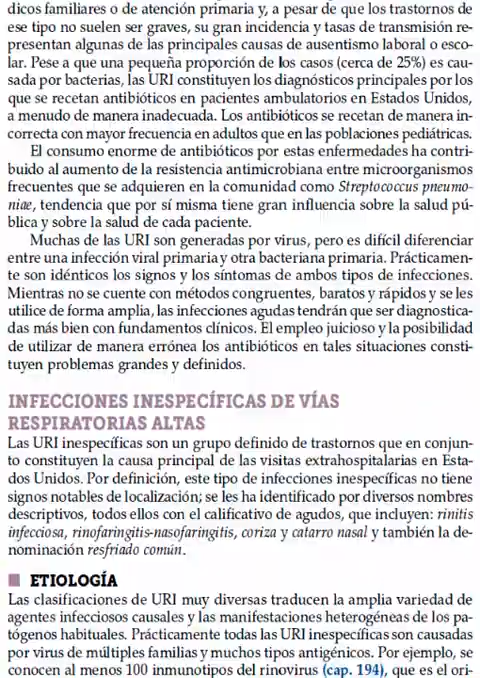 dicos familiares o de atención primaria y, a pesar de que los trastornos de
ese tipo no suelen ser graves, su gran incidencia y tasas de transmisión re-
presentan algunas de las principales causas de ausentismo laboral o esco-
lar. Pese a que una pequeña proporción de los casos (cerca de 25%) es cau-
sada por bacterias, las URI constituyen los diagnósticos principales por los
que se recetan antibióticos en pacientes ambulatorios en Estados Unidos,
a menudo de manera inadecuada. Los antibióticos se recetan de manera in-
correcta con mayor frecuencia en adultos que en las poblaciones pediátricas.
El consumo enorme de antibióticos por estas enfermedades ha contri-
buido al aumento de la resistencia antimicrobiana entre microorganismos
frecuentes que se adquieren en la comunidad como Streptococcus pneumo-
niae, tendencia que por sí misma tiene gran influencia sobre la salud pú-
blica y sobre la salud de cada paciente.
Muchas de las URI son generadas por virus, pero es difícil diferenciar
entre una infección viral primaria y otra bacteriana primaria. Prácticamen-
te son idénticos los signos y los síntomas de ambos tipos de infecciones.
Mientras no se cuente con métodos congruentes, baratos y rápidos y se les
utilice de forma amplia, las infecciones agudas tendrán que ser diagnostica-
das más bien con fundamentos clínicos. El empleo juicioso y la posibilidad
de utilizar de manera errónea los antibióticos en tales situaciones consti-
tuyen problemas grandes y definidos.
INFECCIONES INESPECÍFICAS DE VÍAS
RESPIRATORIAS ALTAS
Las URI inespecíficas son un grupo definido de trastornos que en conjun-
to constituyen la causa principal de las visitas extrahospitalarias en Esta-
dos Unidos. Por definición, este tipo de infecciones inespecíficas no tiene
signos notables de localización; se les ha identificado por diversos nombres
descriptivos, todos ellos con el calificativo de agudos, que incluyen: rinitis
infecciosa, rinofaringitis-nasofaringitis, coriza y catarro nasal y también la de-
nominación resfriado común.
■ ETIOLOGÍA
Las clasificaciones de URI muy diversas traducen la amplia variedad de
agentes infecciosos causales y las manifestaciones heterogéneas de los pa-
tógenos habituales. Prácticamente todas las URI inespecíficas son causadas
por virus de múltiples familias y muchos tipos antigénicos. Por ejemplo, se
conocen al menos 100 inmunotipos del rinovirus (cap. 194), que es el ori-